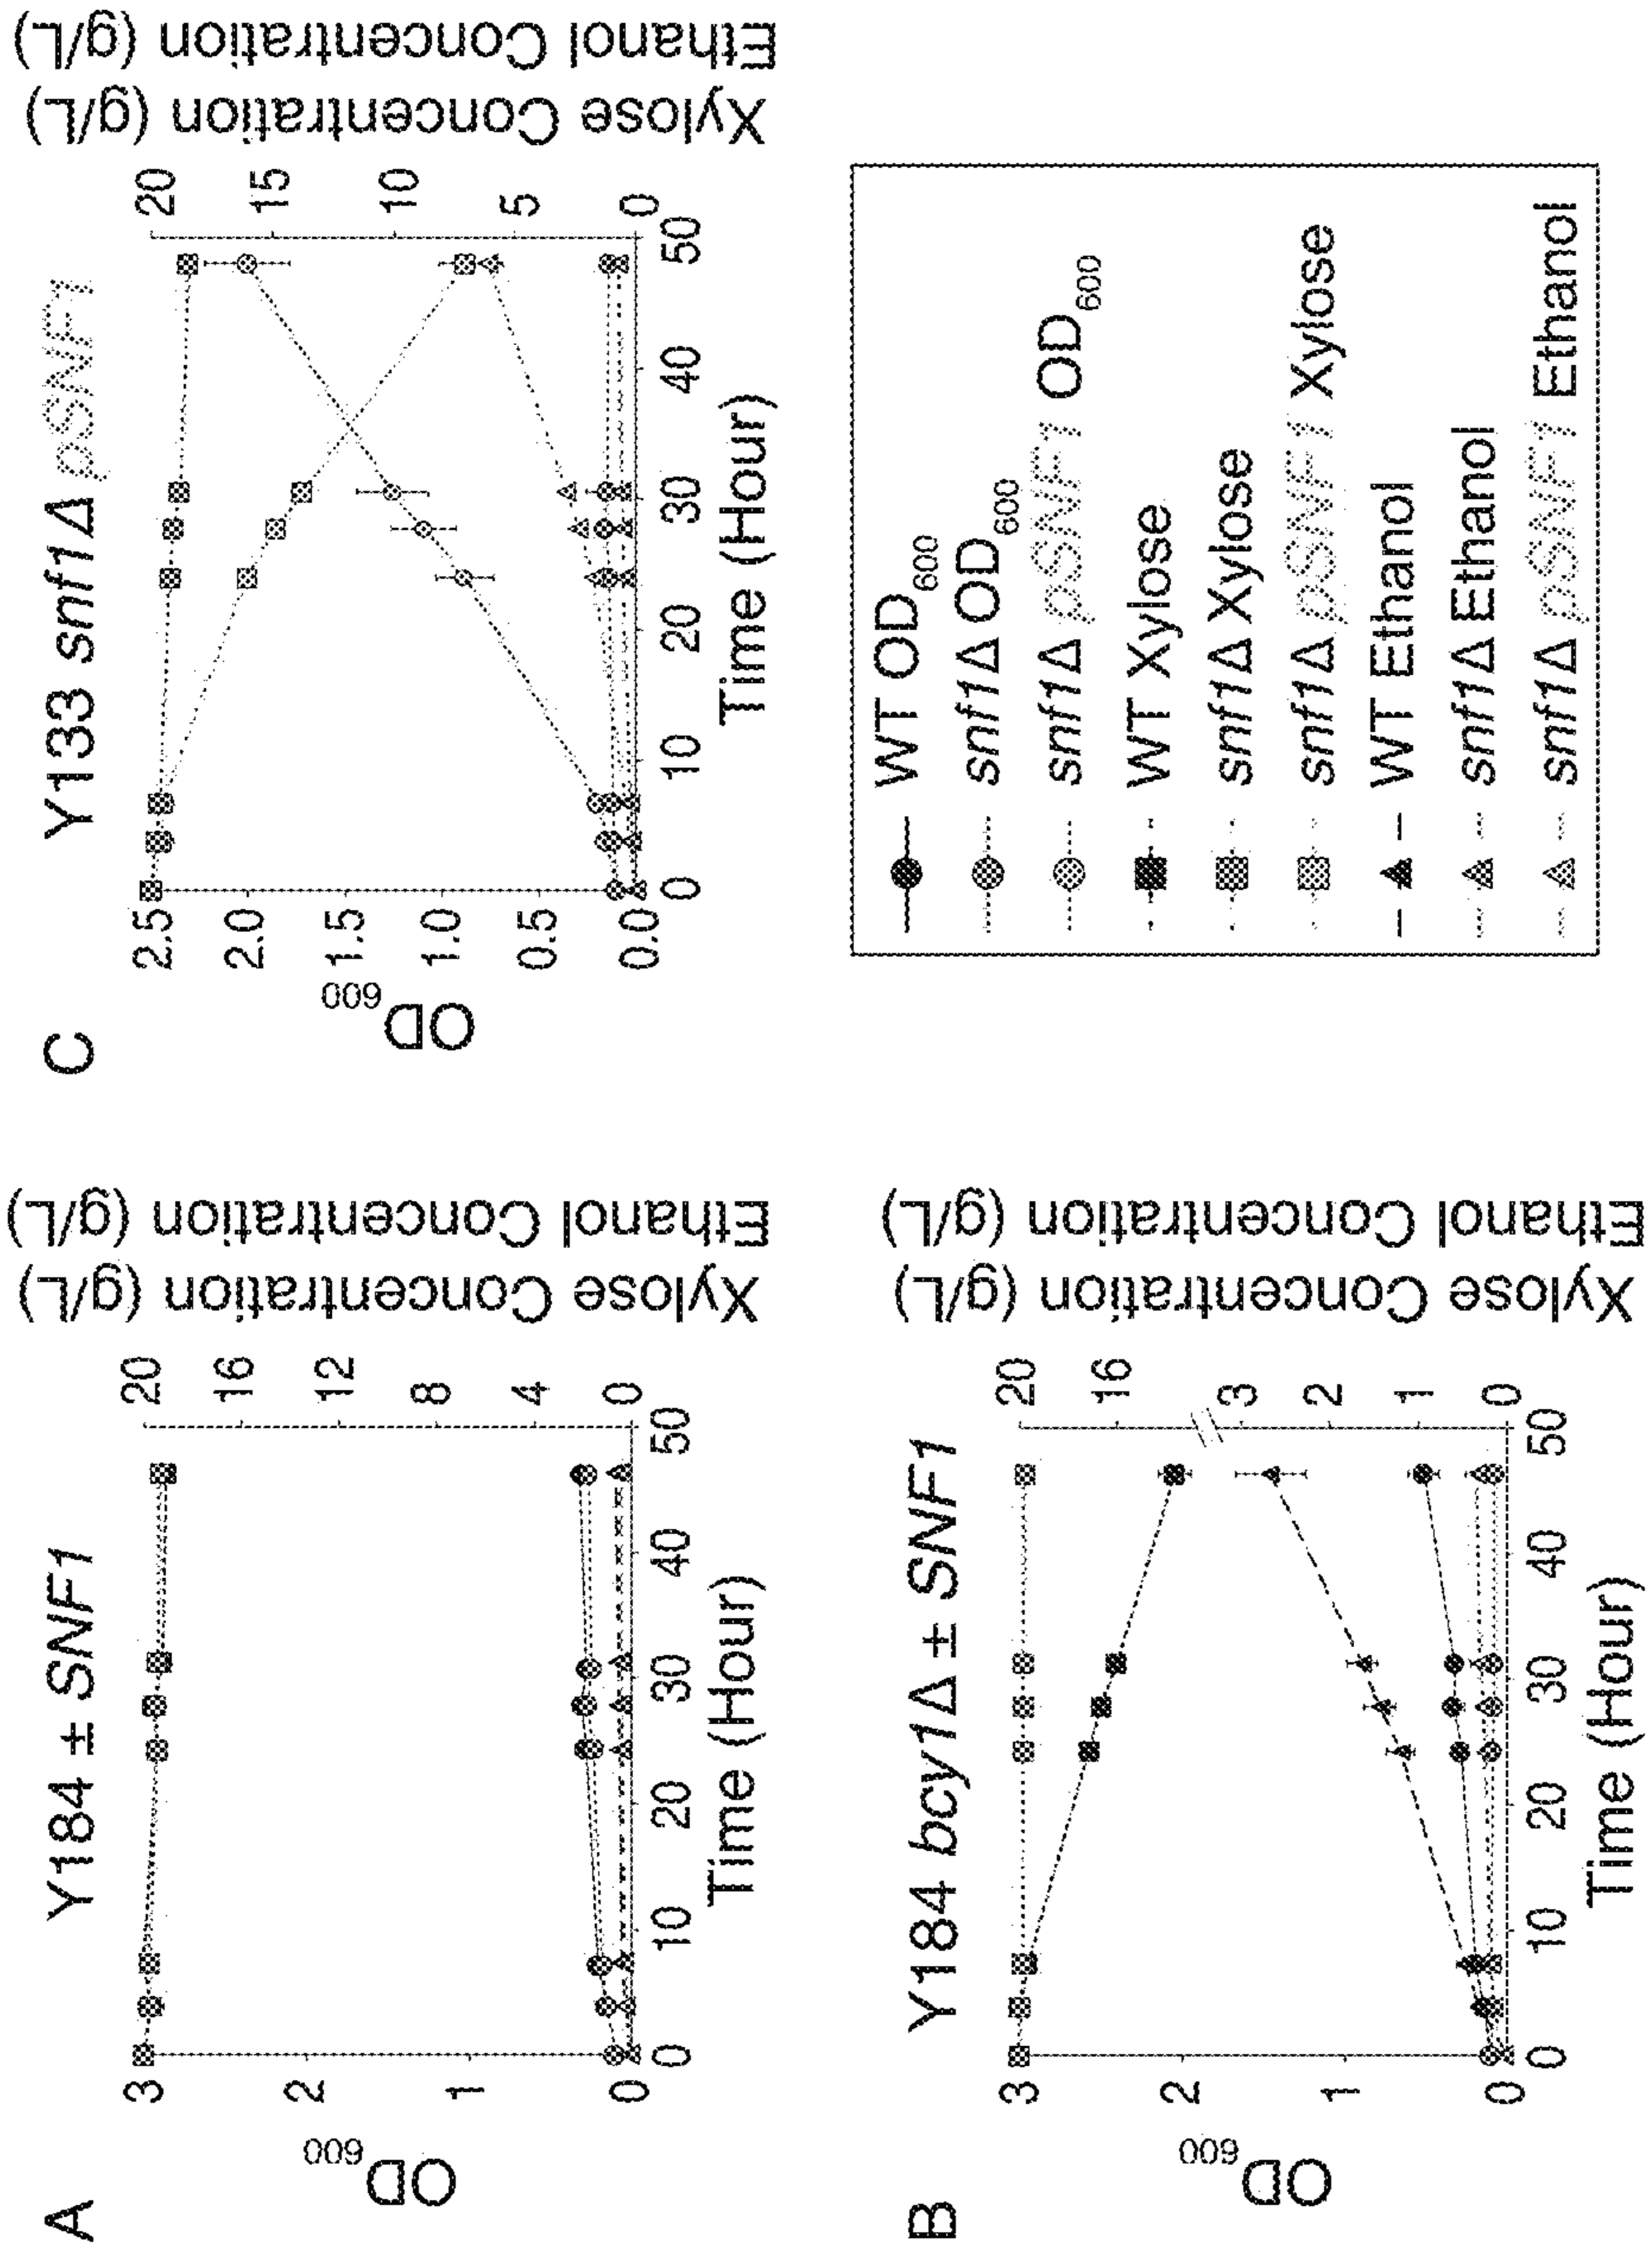 A
Y184 ± SNF1
OD600
3
2
1
0
0
10
20
30
40
50
Time (Hour)
20
16
12
8
4
0
Xylose Concentration (g/L)
Ethanol Concentration (g/L)
B
Y184 bcy1Δ ± SNF1
OD600
3
2
1
0
0
10
20
30
40
50
Time (Hour)
20
16
3
2
1
0
Xylose Concentration (g/L)
Ethanol Concentration (g/L)
C
Y133 snf1Δ pSNF1
OD600
2.5
2.0
1.5
1.0
0.5
0.0
0
10
20
30
40
50
Time (Hour)
20
15
10
5
0
Xylose Concentration (g/L)
Ethanol Concentration (g/L)
WT OD600
snf1Δ OD600
snf1Δ pSNF1 OD600
WT Xylose
snf1Δ Xylose
snf1Δ pSNF1 Xylose
WT Ethanol
snf1Δ Ethanol
snf1Δ pSNF1 Ethanol